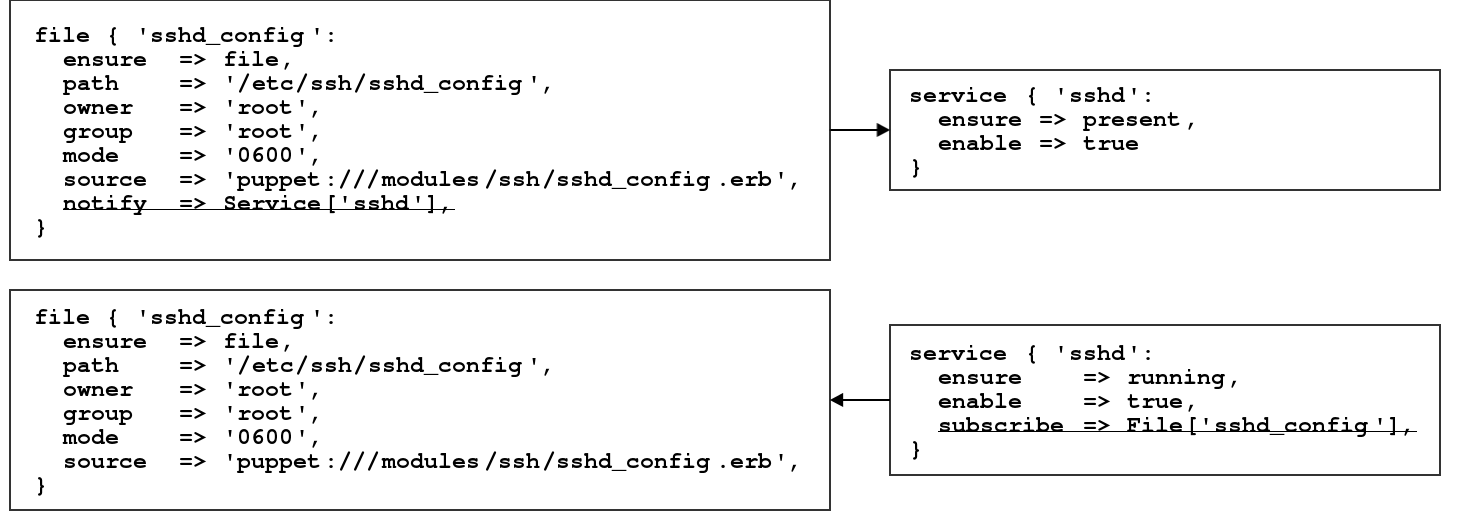 file { 'sshd_config':
  ensure  => file,
  path    => '/etc/ssh/sshd_config',
  owner   => 'root',
  group   => 'root',
  mode    => '0600',
  source  => 'puppet:///modules/ssh/sshd_config.erb',
  notify  => Service['sshd'],
}
service { 'sshd':
  ensure => present,
  enable => true
}
file { 'sshd_config':
  ensure  => file,
  path    => '/etc/ssh/sshd_config',
  owner   => 'root',
  group   => 'root',
  mode    => '0600',
  source  => 'puppet:///modules/ssh/sshd_config.erb',
}
service { 'sshd':
  ensure    => running,
  enable    => true,
  subscribe => File['sshd_config'],
}